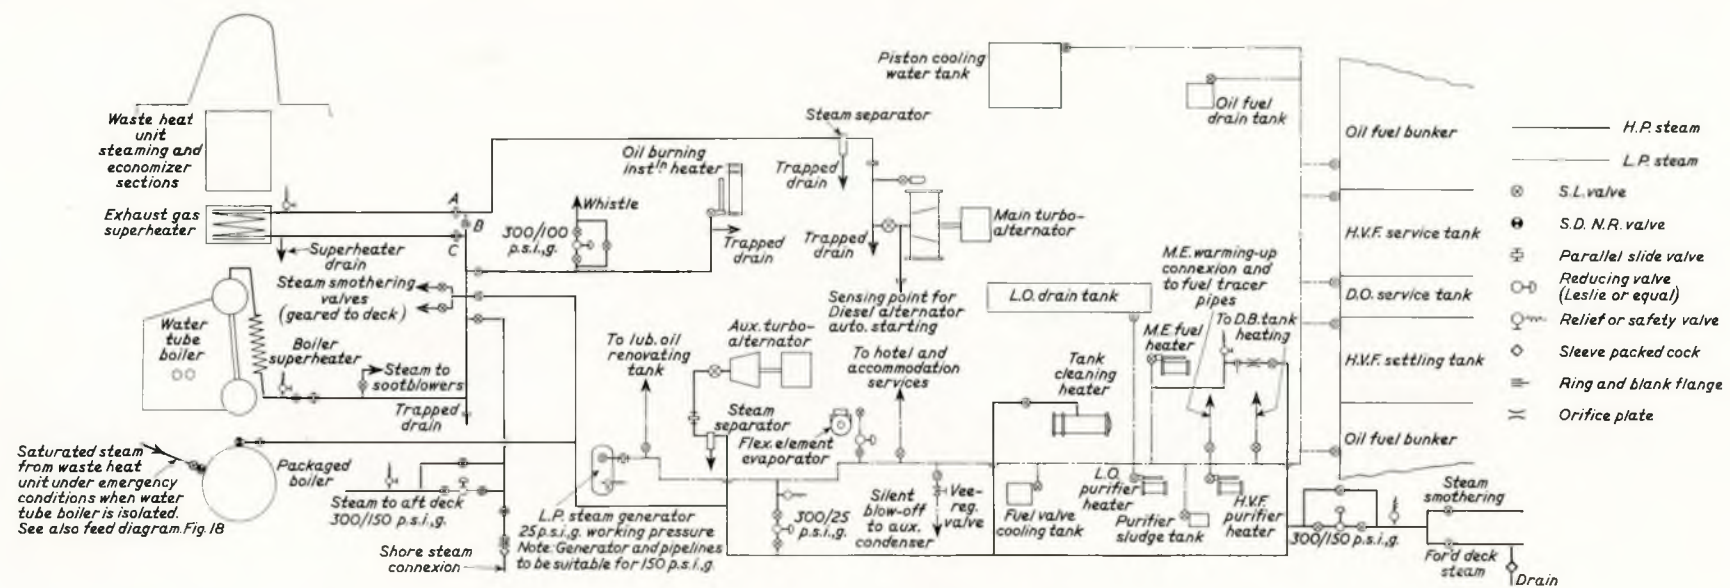 Waste heat
unit
steaming and
economizer
sections
Exhaust gas
superheater
A
B
C
Superheater
drain
Steam smothering
valves
(geared to deck)
Water
tube
boiler
Boiler
superheater
Steam to
sootblowers
Trapped
drain
Saturated steam
from waste heat
unit under emergency
conditions when water
tube boiler is isolated.
See also feed diagram.Fig.18
Packaged
boiler
Steam to aft deck
300/150 p.s.i.,g.
Shore steam
connexion
300/100
p.s.i.,g.
Whistle
Oil burning
instln heater
Trapped
drain
Steam separator
Trapped
drain
Trapped
drain
Main turbo-
alternator
Sensing point for
Diesel alternator
auto. starting
To lub. oil
renovating
tank
Aux. turbo-
alternator
Steam
separator
To hotel and
accommodation
services
Flex. element
evaporator
L.P. steam generator
25 p.s.i.,g. working pressure
Note: Generator and pipelines
to be suitable for 150 p.s.i.,g.
300/25
p.s.i.,g.
Silent
blow-off
to aux.
condenser
Vee-
reg.
valve
Piston cooling
water tank
Oil fuel
drain tank
L.O. drain tank
M.E. warming-up
connexion and
to fuel tracer
pipes
M.E. fuel
heater
To D.B. tank
heating
Tank
cleaning
heater
Fuel valve
cooling tank
L.O.
purifier
heater
Purifier
sludge tank
H.V.F.
purifier
heater
300/150 p.s.i.,g.
Steam
smothering
For'd deck
steam
Drain
Oil fuel bunker
H.V.F. service tank
D.O. service tank
H.V.F. settling tank
Oil fuel bunker
H.P. steam
L.P. steam
S.L. valve
S.D. N.R. valve
Parallel slide valve
Reducing valve
(Leslie or equal)
Relief or safety valve
Sleeve packed cock
Ring and blank flange
Orifice plate